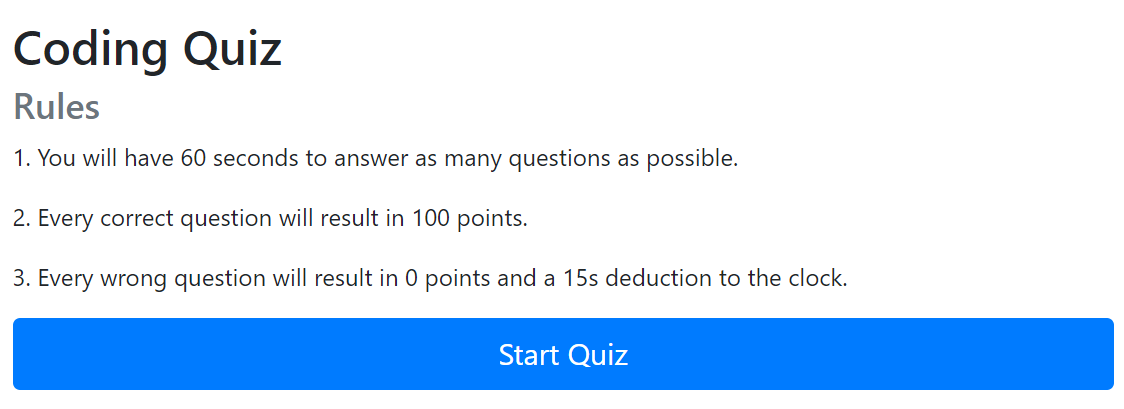 Coding Quiz
Rules
1. You will have 60 seconds to answer as many questions as possible.
2. Every correct question will result in 100 points.
3. Every wrong question will result in 0 points and a 15s deduction to the clock.
Start Quiz